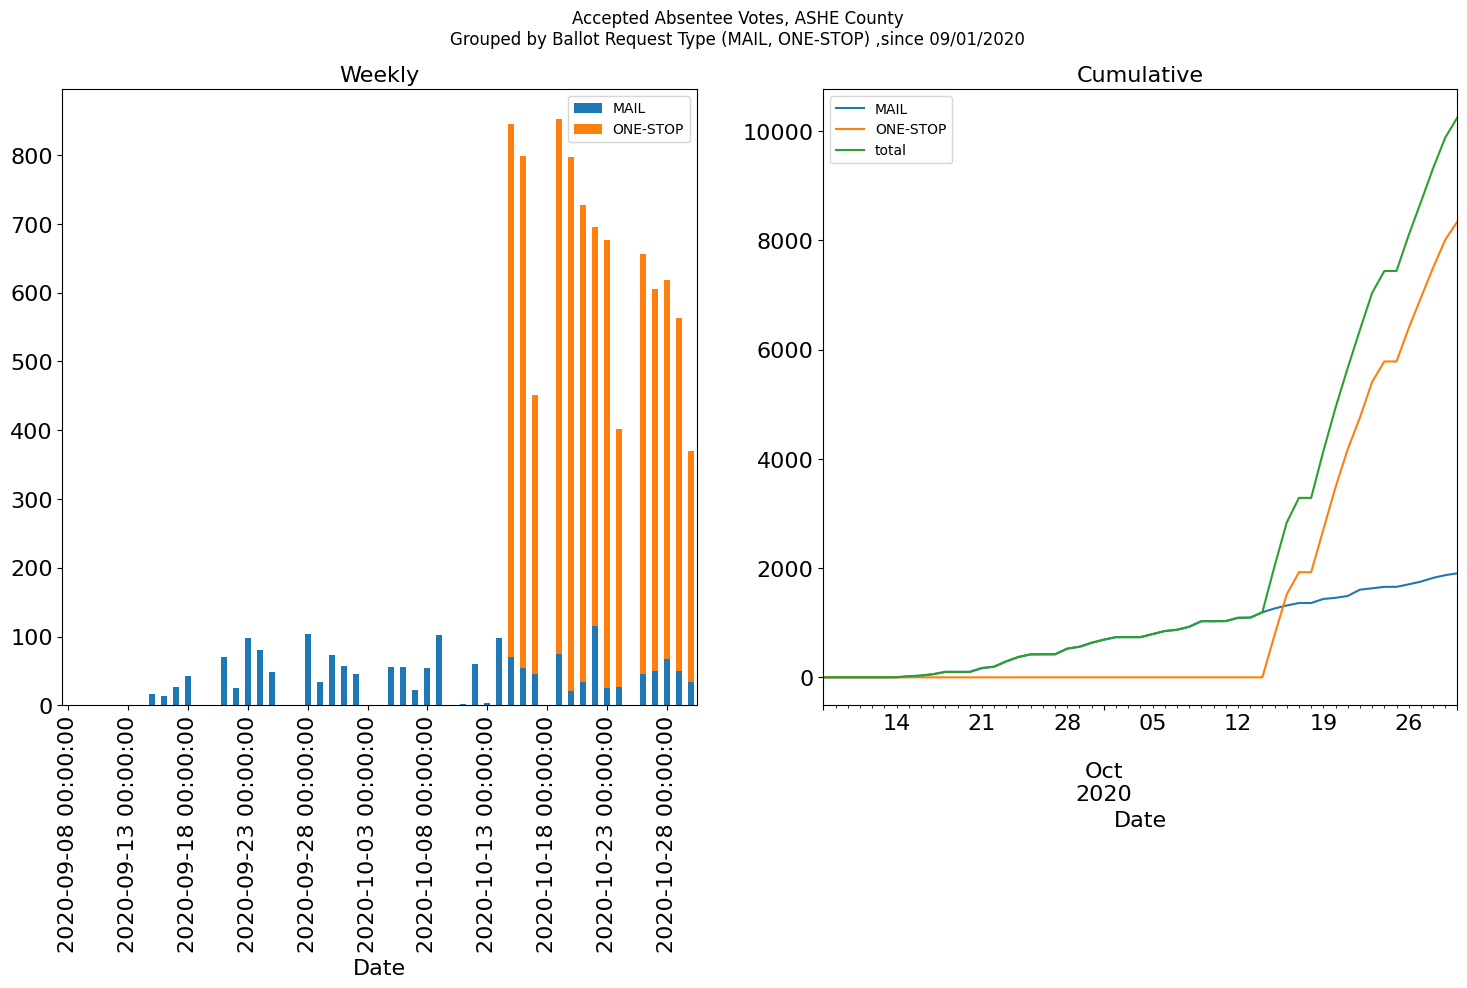 Accepted Absentee Votes, ASHE County
Grouped by Ballot Request Type (MAIL, ONE-STOP) ,since 09/01/2020
Weekly
MAIL
ONE-STOP
800
700
600
500
400
300
200
100
0
2020-09-08 00:00:00
2020-09-13 00:00:00
2020-09-18 00:00:00
2020-09-23 00:00:00
2020-09-28 00:00:00
2020-10-03 00:00:00
2020-10-08 00:00:00
2020-10-13 00:00:00
2020-10-18 00:00:00
2020-10-23 00:00:00
2020-10-28 00:00:00
Date
Cumulative
MAIL
ONE-STOP
total
10000
8000
6000
4000
2000
0
14 21 28 05 12 19 26
Oct
2020
Date